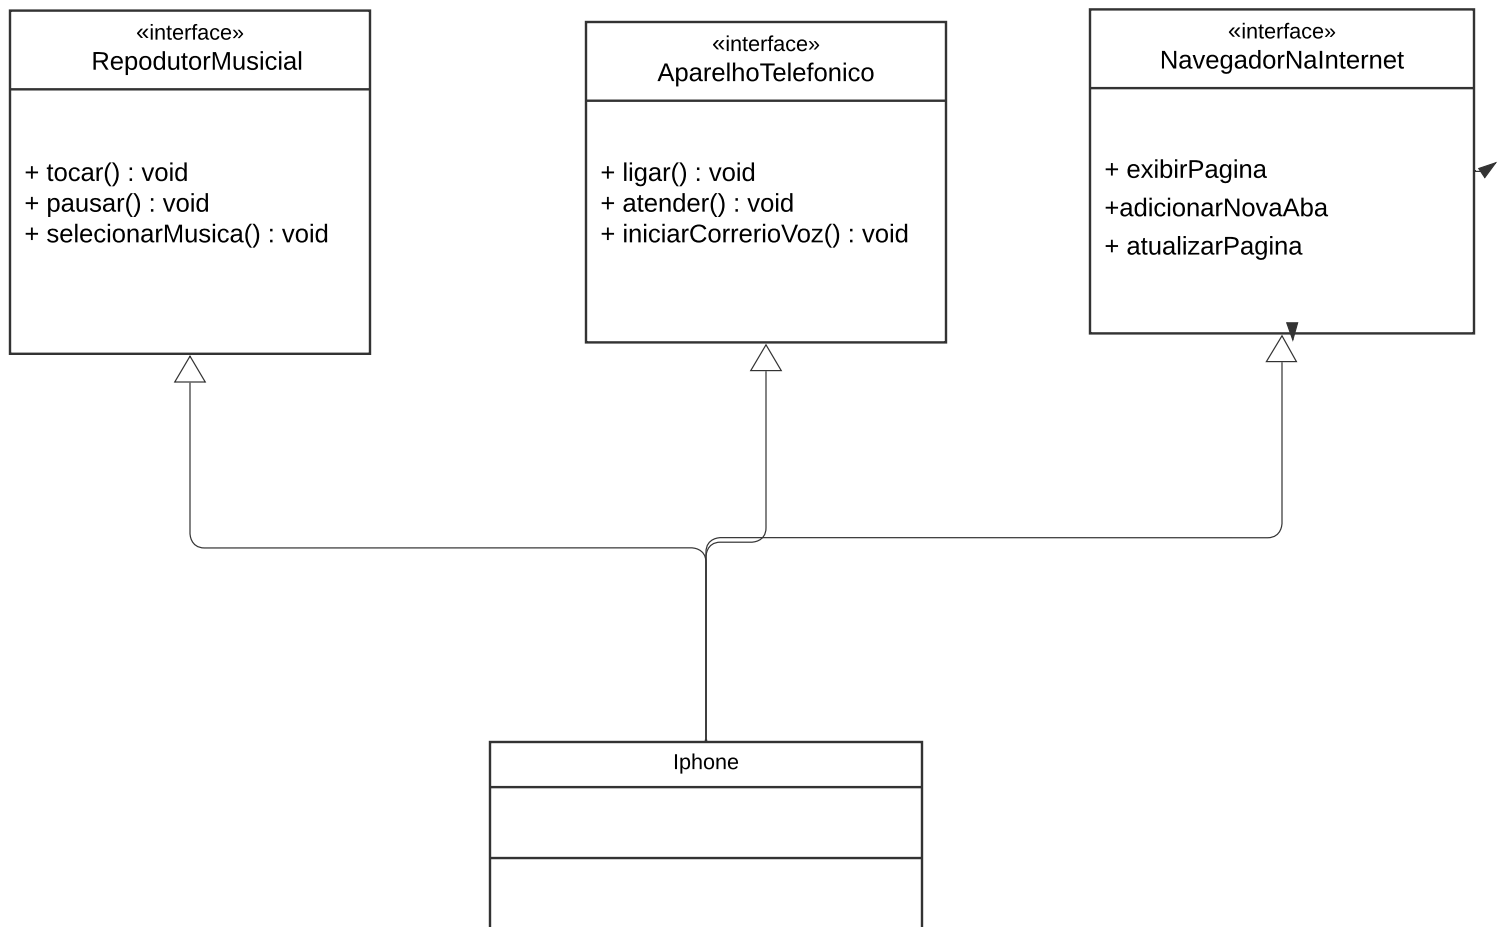 «interface»
RepodutorMusicial
+ tocar() : void
+ pausar() : void
+ selecionarMusica() : void
«interface»
AparelhoTelefonico
+ ligar() : void
+ atender() : void
+ iniciarCorrerioVoz() : void
«interface»
NavegadorNaInternet
+ exibirPagina
+adicionarNovaAba
+ atualizarPagina
Iphone